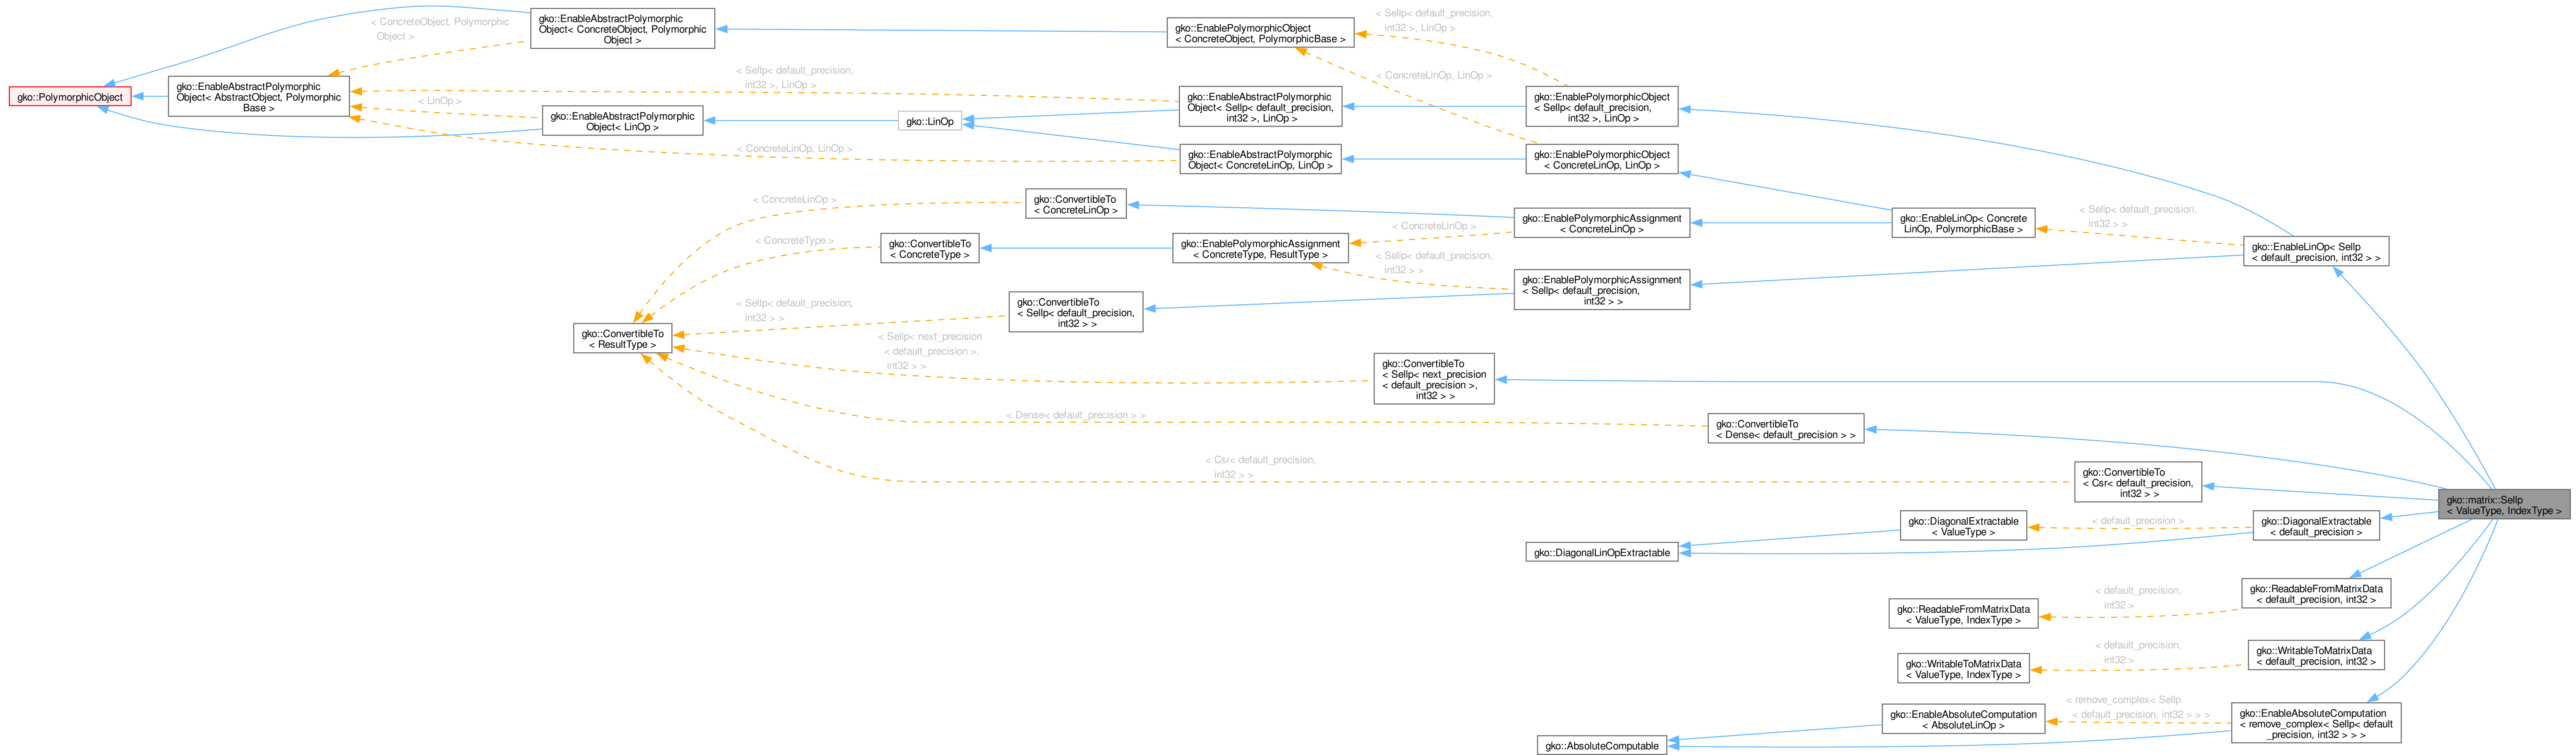 gko::PolymorphicObject
gko::EnableAbstractPolymorphic
Object< AbstractObject, Polymorphic
Base >
< ConcreteObject, Polymorphic
Object >
gko::EnableAbstractPolymorphic
Object< ConcreteObject, Polymorphic
Object >
< Sellp< default_precision,
int32 >, LinOp >
< LinOp >
gko::EnableAbstractPolymorphic
Object< LinOp >
< ConcreteLinOp, LinOp >
gko::LinOp
gko::EnablePolymorphicObject
< ConcreteObject, PolymorphicBase >
< Sellp< default_precision,
int32 >, LinOp >
< ConcreteLinOp, LinOp >
gko::EnableAbstractPolymorphic
Object< Sellp< default_precision,
int32 >, LinOp >
gko::EnableAbstractPolymorphic
Object< ConcreteLinOp, LinOp >
gko::EnablePolymorphicObject
< Sellp< default_precision,
int32 >, LinOp >
gko::EnablePolymorphicObject
< ConcreteLinOp, LinOp >
< ConcreteLinOp >
gko::ConvertibleTo
< ConcreteLinOp >
< ConcreteType >
gko::ConvertibleTo
< ConcreteType >
gko::EnablePolymorphicAssignment
< ConcreteType, ResultType >
< ConcreteLinOp >
< Sellp< default_precision,
int32 > >
gko::EnablePolymorphicAssignment
< ConcreteLinOp >
gko::EnablePolymorphicAssignment
< Sellp< default_precision,
int32 > >
gko::EnableLinOp< Concrete
LinOp, PolymorphicBase >
< Sellp< default_precision,
int32 > >
gko::EnableLinOp< Sellp
< default_precision, int32 > >
gko::ConvertibleTo
< ResultType >
< Sellp< default_precision,
int32 > >
gko::ConvertibleTo
< Sellp< default_precision,
int32 > >
< Sellp< next_precision
< default_precision >,
int32 > >
gko::ConvertibleTo
< Sellp< next_precision
< default_precision >,
int32 > >
< Dense< default_precision > >
gko::ConvertibleTo
< Dense< default_precision > >
< Csr< default_precision,
int32 > >
gko::ConvertibleTo
< Csr< default_precision,
int32 > >
gko::matrix::Sellp
< ValueType, IndexType >
gko::DiagonalLinOpExtractable
gko::DiagonalExtractable
< ValueType >
< default_precision >
gko::DiagonalExtractable
< default_precision >
gko::ReadableFromMatrixData
< ValueType, IndexType >
< default_precision,
int32 >
gko::ReadableFromMatrixData
< default_precision, int32 >
gko::WritableToMatrixData
< ValueType, IndexType >
< default_precision,
int32 >
gko::WritableToMatrixData
< default_precision, int32 >
gko::AbsoluteComputable
gko::EnableAbsoluteComputation
< AbsoluteLinOp >
< remove_complex< Sellp
< default_precision, int32 > > >
gko::EnableAbsoluteComputation
< remove_complex< Sellp< default
_precision, int32 > > >